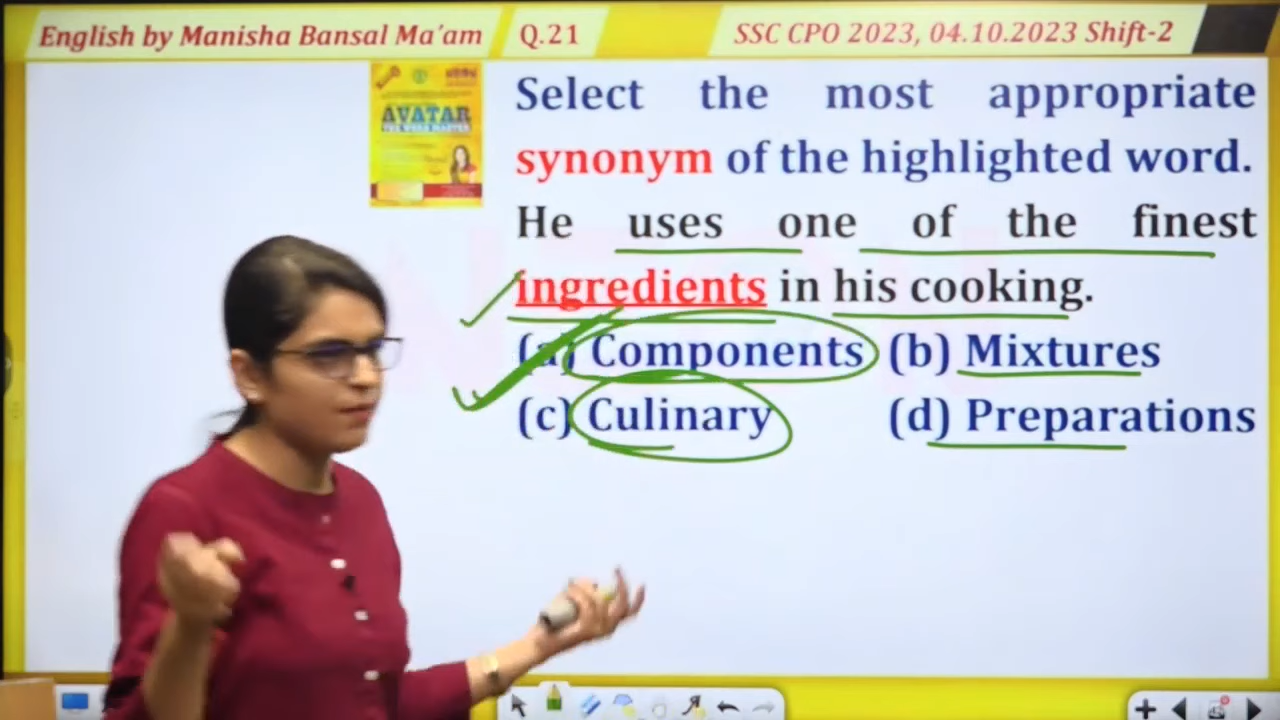 English by Manisha Bansal Ma'am Q.21 SSC CPO 2023, 04.10.2023 Shift-2
AVATAR
Select the most appropriate
synonym of the highlighted word.
He uses one of the finest
ingredients in his cooking.
(a) Components (b) Mixtures
(c) Culinary (d) Preparations